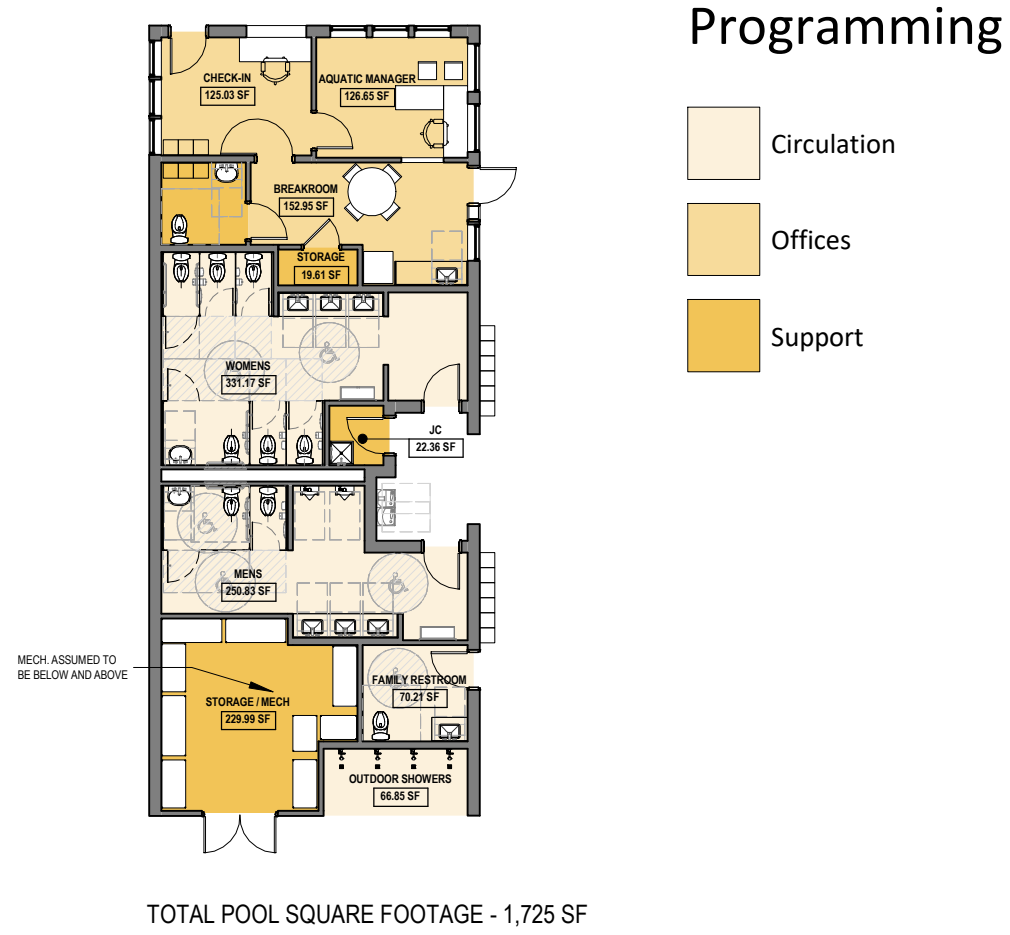 Programming
Circulation
Offices
Support
CHECK-IN
125.03 SF
AQUATIC MANAGER
126.65 SF
BREAKROOM
152.95 SF
STORAGE
19.61 SF
WOMENS
331.17 SF
JC
22.36 SF
MENS
250.83 SF
MECH. ASSUMED TO
BE BELOW AND ABOVE
STORAGE / MECH
229.99 SF
FAMILY RESTROOM
70.21 SF
OUTDOOR SHOWERS
66.85 SF
TOTAL POOL SQUARE FOOTAGE - 1,725 SF